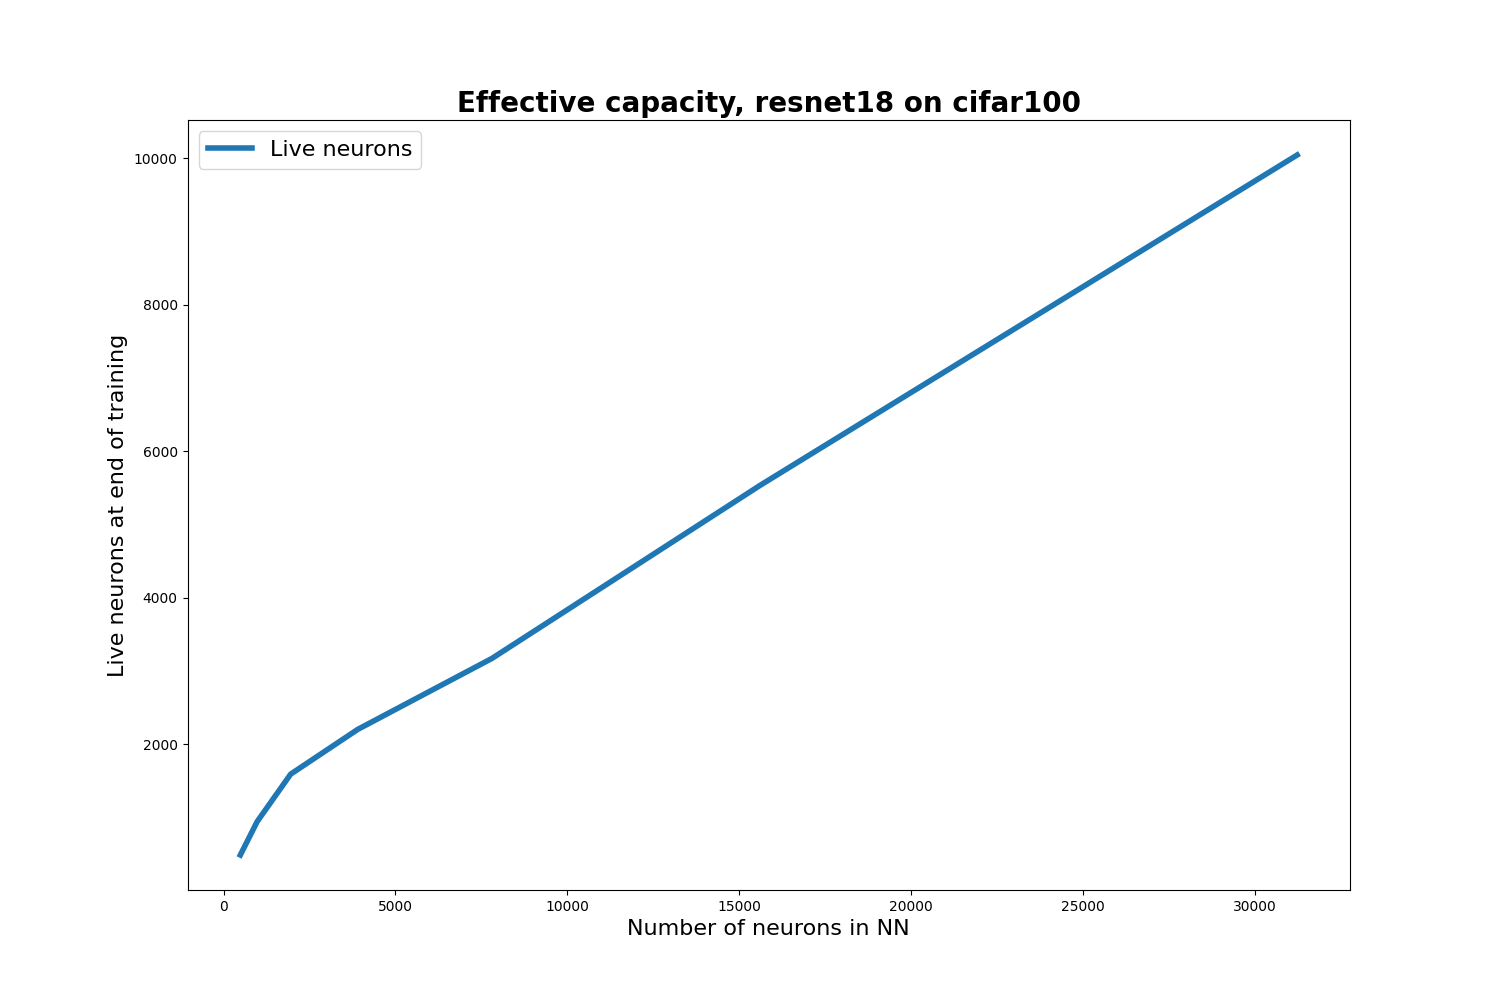 Effective capacity, resnet18 on cifar100
Live neurons
10000
8000
6000
4000
2000
Live neurons at end of training
0 5000 10000 15000 20000 25000 30000
Number of neurons in NN